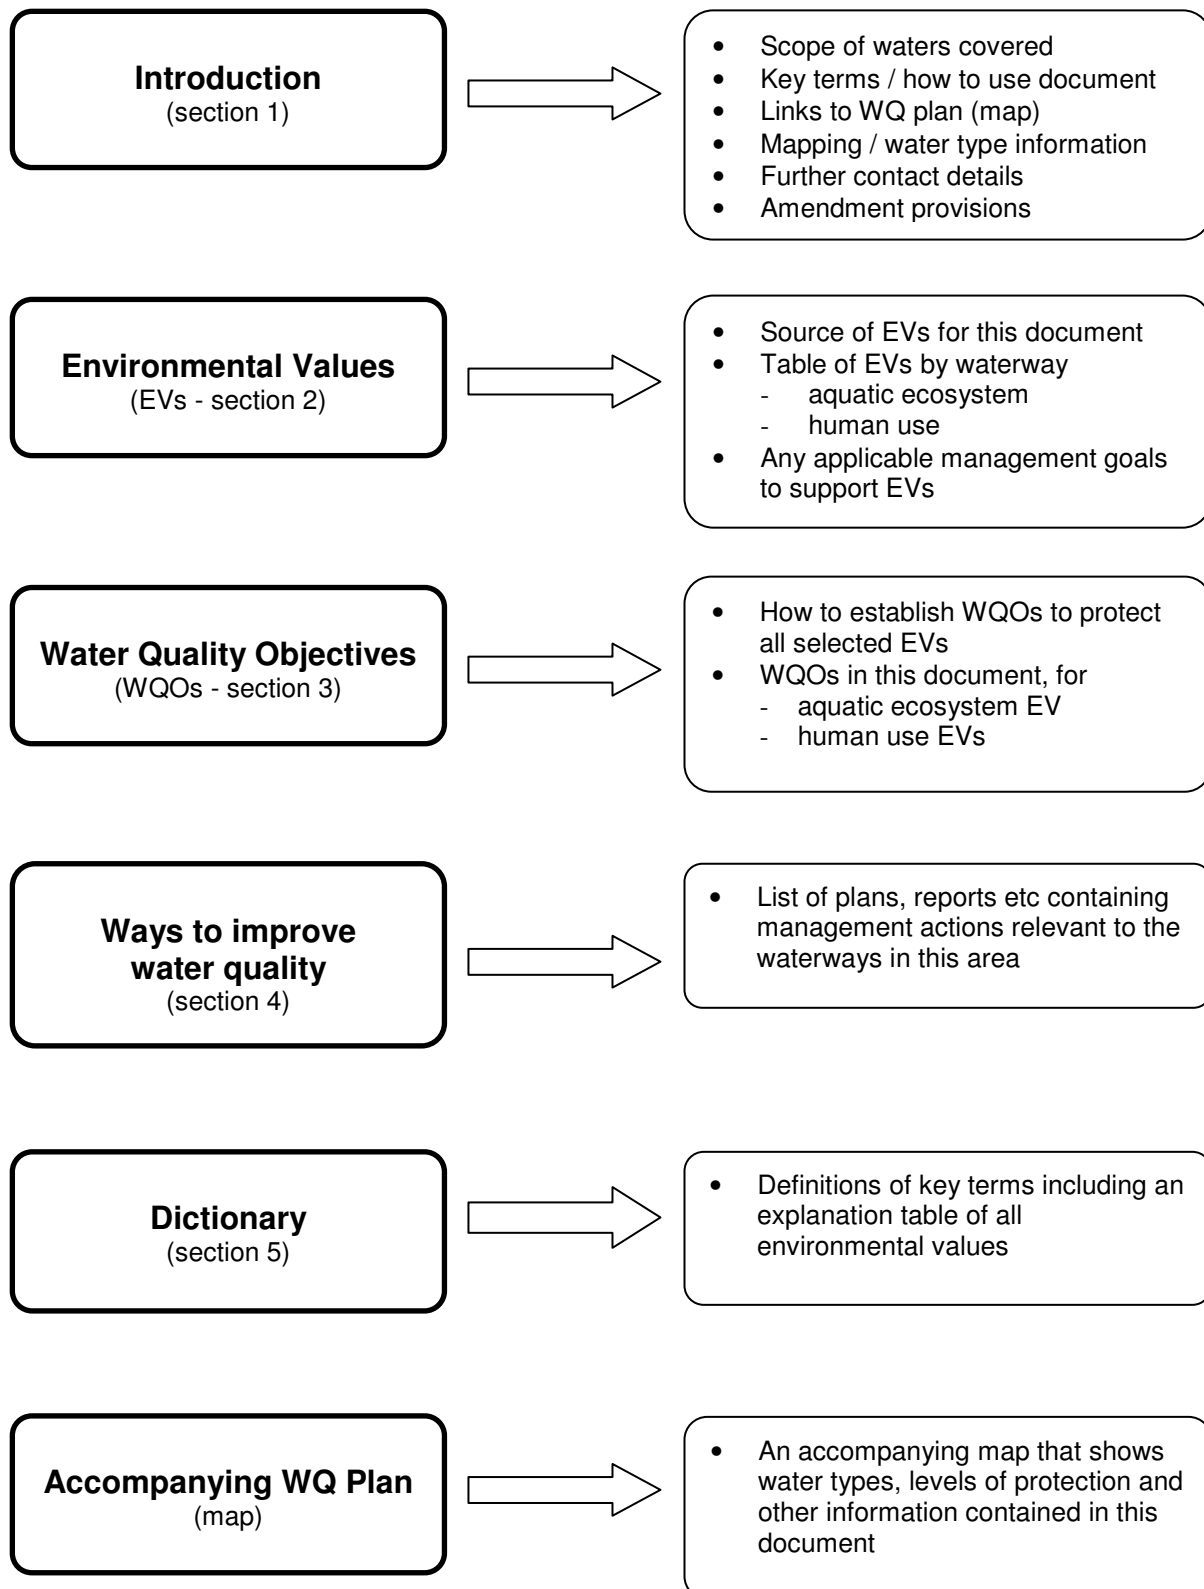 Introduction
(section 1)
• Scope of waters covered
• Key terms / how to use document
• Links to WQ plan (map)
• Mapping / water type information
• Further contact details
• Amendment provisions
Environmental Values
(EVs - section 2)
• Source of EVs for this document
• Table of EVs by waterway
- aquatic ecosystem
- human use
• Any applicable management goals
to support EVs
Water Quality Objectives
(WQOs - section 3)
• How to establish WQOs to protect
all selected EVs
• WQOs in this document, for
- aquatic ecosystem EV
- human use EVs
Ways to improve
water quality
(section 4)
• List of plans, reports etc containing
management actions relevant to the
waterways in this area
Dictionary
(section 5)
• Definitions of key terms including an
explanation table of all
environmental values
Accompanying WQ Plan
(map)
• An accompanying map that shows
water types, levels of protection and
other information contained in this
document